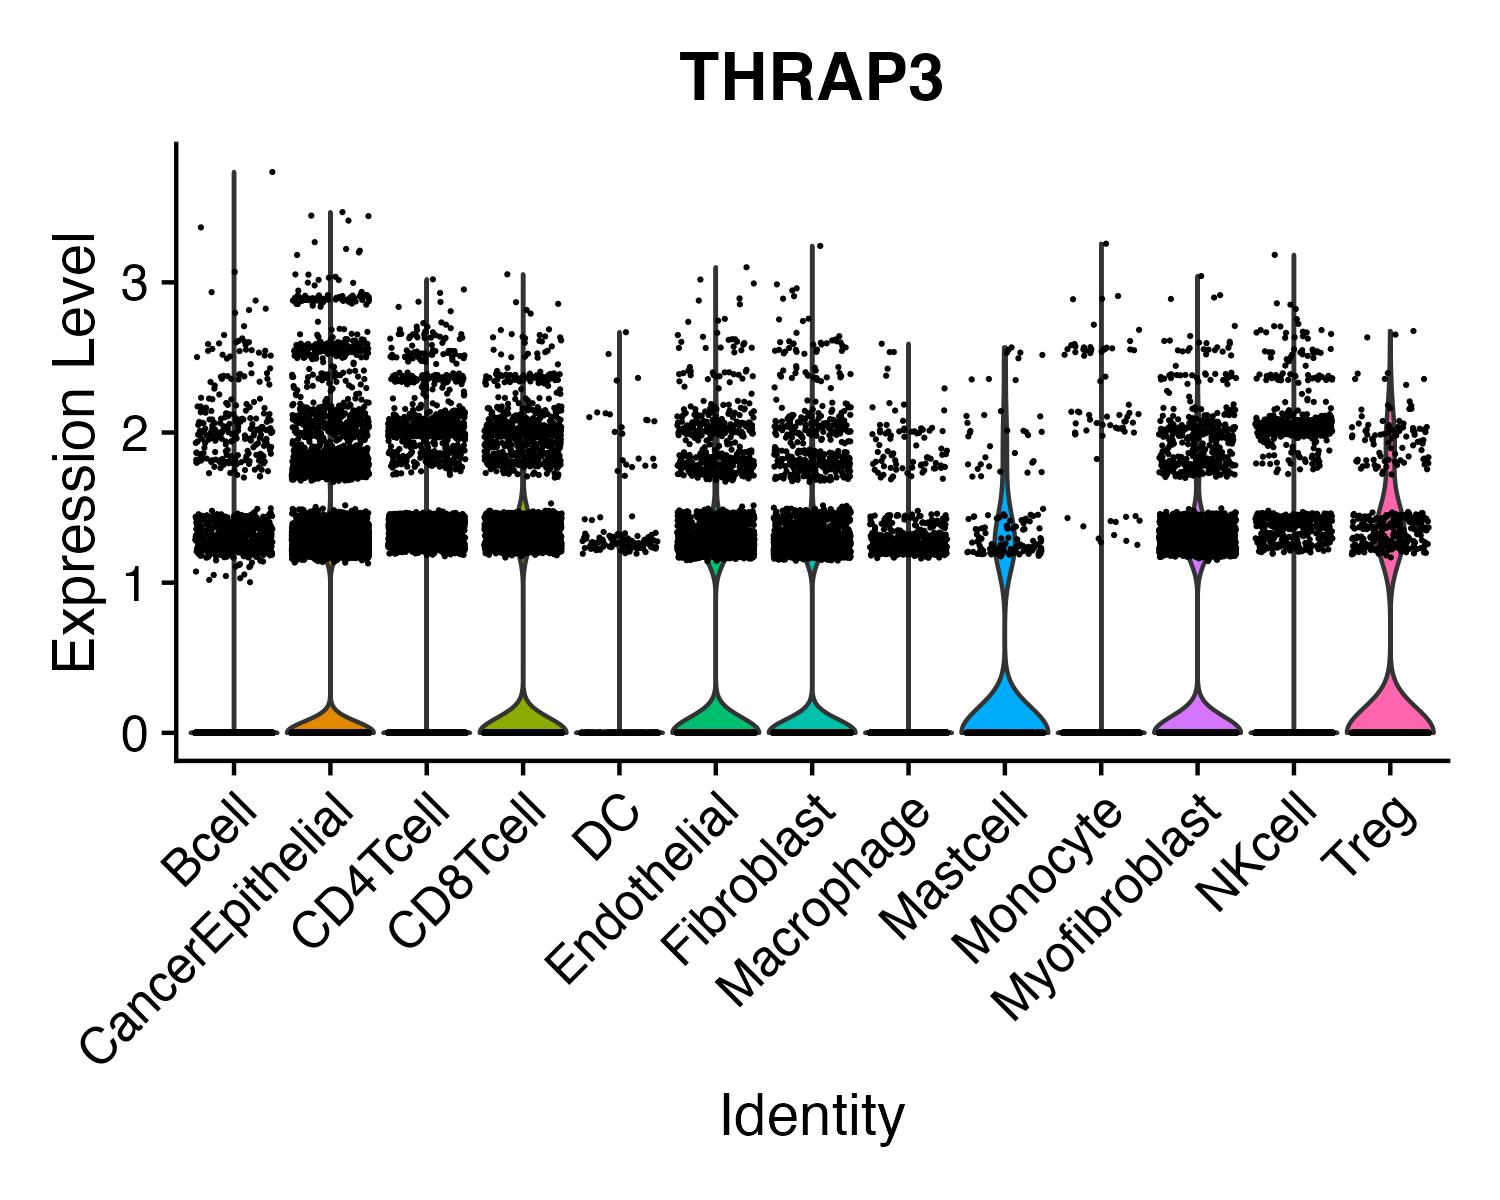 THRAP3
Expression Level
3
2
1
0
Bcell
CancerEpithelial
CD4Tcell
CD8Tcell
DC
Endothelial
Fibroblast
Macrophage
Mastcell
Monocyte
Myofibroblast
NKcell
Treg
Identity